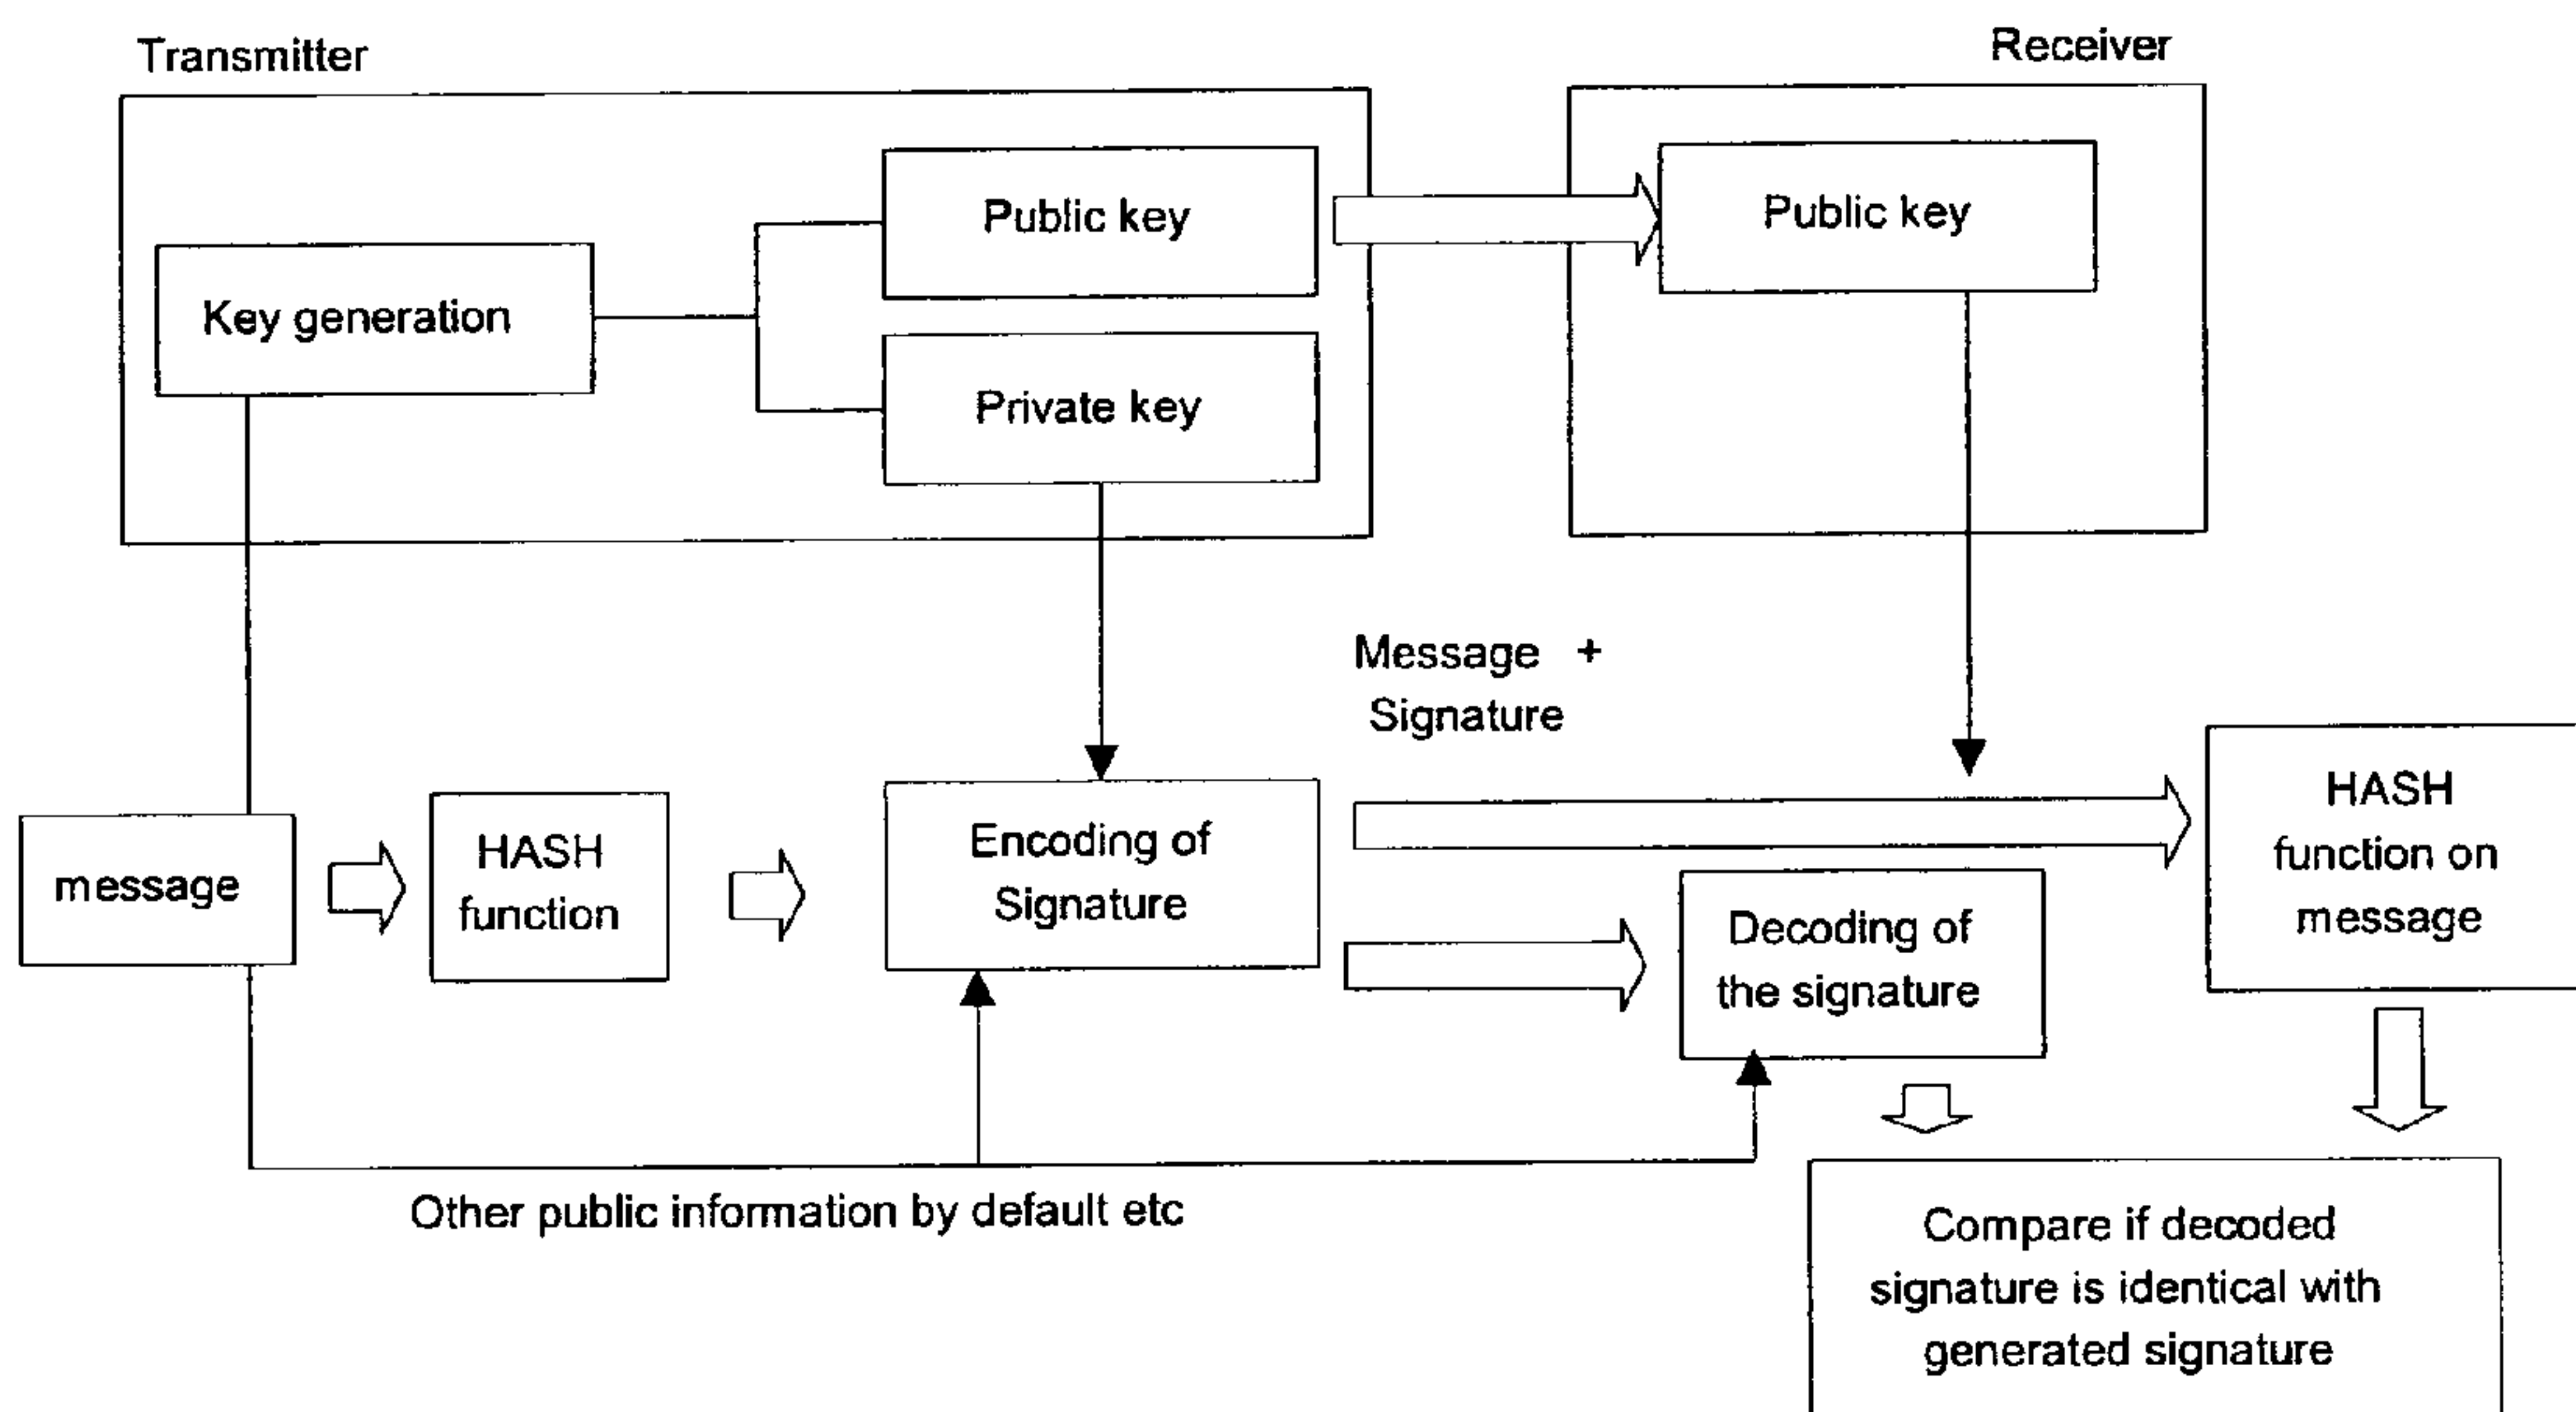 Transmitter
Receiver
Public key
Public key
Key generation
Private key
Message +
Signature
message
HASH
function
Encoding of
Signature
Decoding of
the signature
HASH
function on
message
Other public information by default etc
Compare if decoded
signature is identical with
generated signature